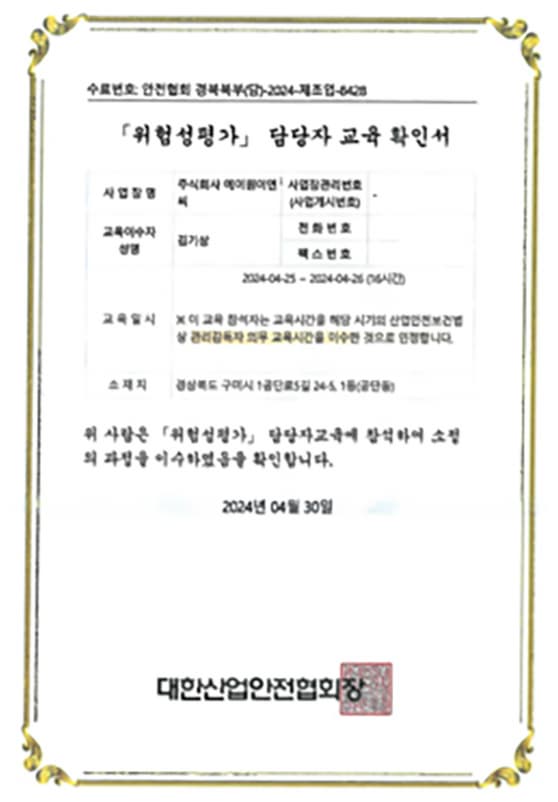 수료번호: 안전협회 경북북부(담)-2024-제조업-6428
「위험성평가」 담당자 교육 확인서
사 업 장 명
주식회사 에이원이엔
씨
사업장관리번호
(사업개시번호)
-
교육이수자
성명
김기상
전 화 번 호
팩 스 번 호
교 육 일 시
2024-04-25 ~ 2024-04-26 (16시간)
※ 이 교육 참석자는 교육시간을 해당 시기의 산업안전보건법
상 관리감독자 의무 교육시간을 이수한 것으로 인정합니다.
소 재 지
경상북도 구미시 1공단로5길 24-5, 1동(공단동)
위 사람은 「위험성평가」 담당자교육에 참석하여 소정
의 과정을 이수하였음을 확인합니다.
2024년 04월 30일
대한산업안전협회장